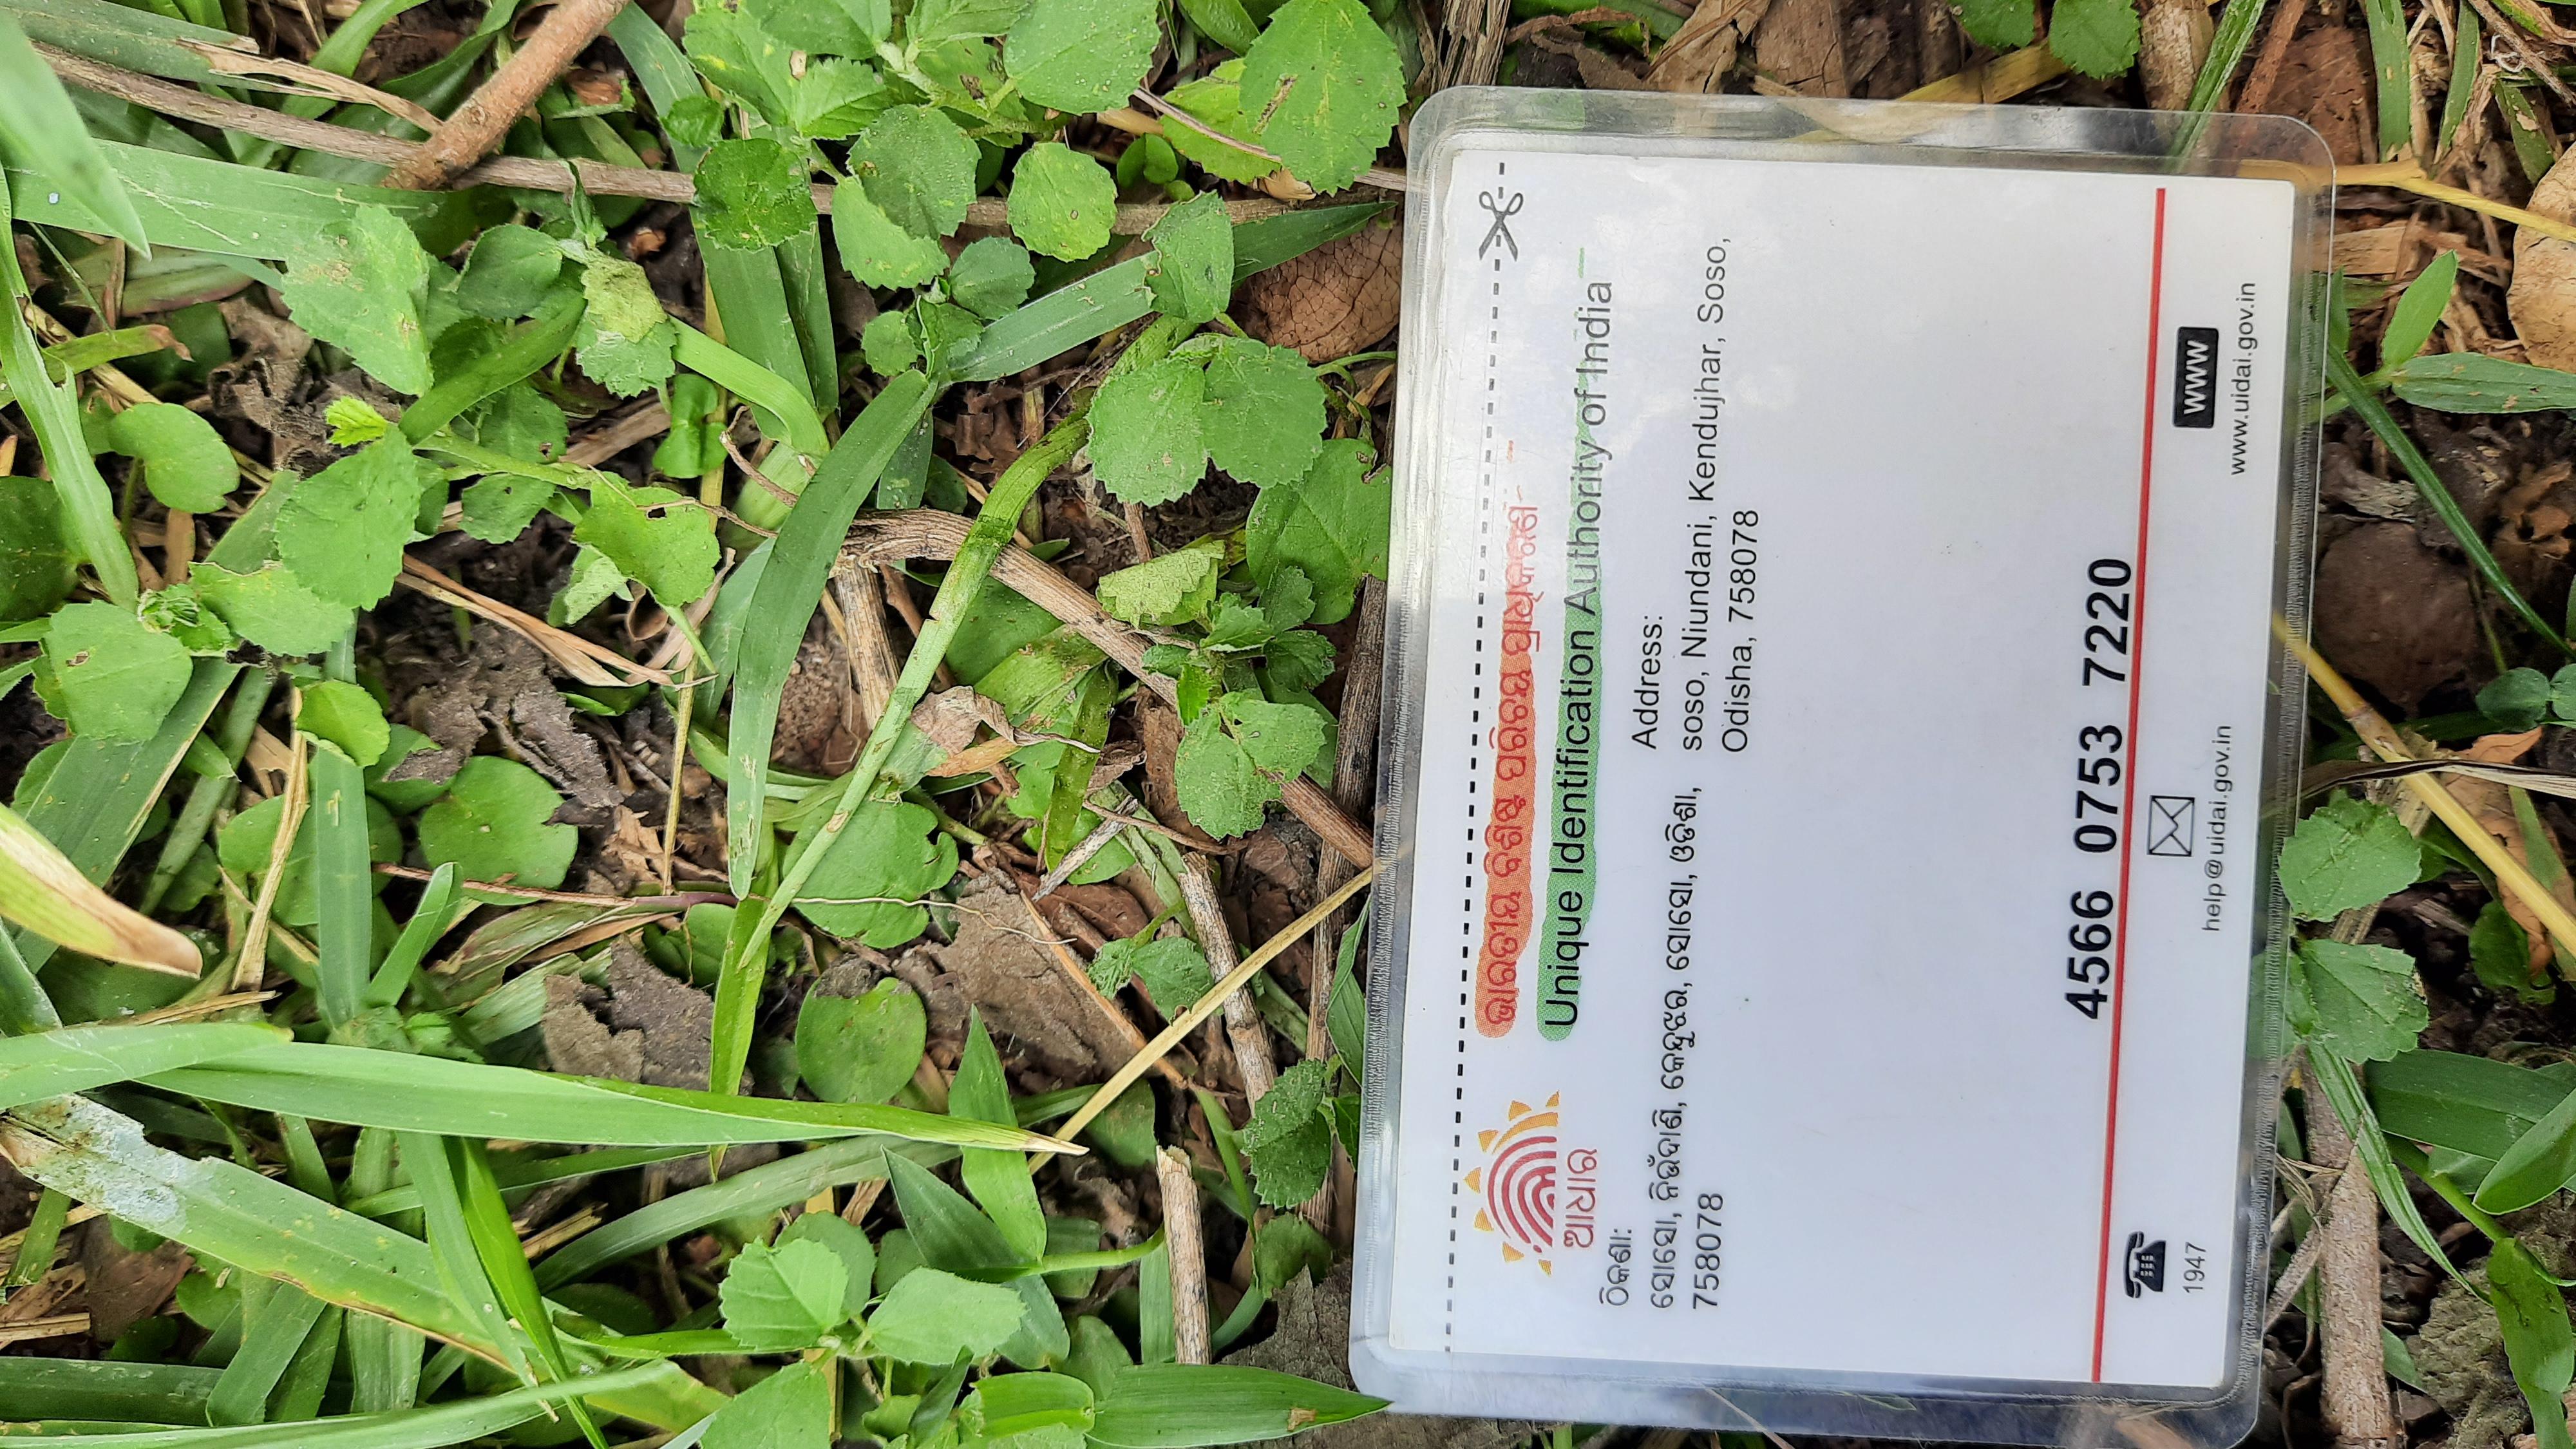 ଭାରତୀୟ ବିଶିଷ୍ଟ ପରିଚୟ ପ୍ରାଧିକରଣ
Unique Identification Authority of India
ଆଧାର
ଠିକଣା:
ସୋସୋ, ନିଉଁଦାଣି, କେନ୍ଦୁଝର, ସୋସୋ, ଓଡିଶା,
758078
Address:
soso, Niundani, Kendujhar, Soso,
Odisha, 758078
4566 0753 7220
1947
help@uidai.gov.in
WWW
www.uidai.gov.in